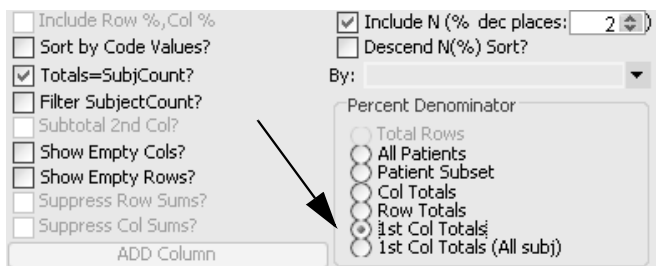 Include Row %,Col %
Sort by Code Values?
Totals=SubjCount?
Filter SubjectCount?
Subtotal 2nd Col?
Show Empty Cols?
Show Empty Rows?
Suppress Row Sums?
Suppress Col Sums?
ADD Column
Include N (% dec places: 2 )
Descend N(%) Sort?
By:
Percent Denominator
Total Rows
All Patients
Patient Subset
Col Totals
Row Totals
1st Col Totals
1st Col Totals (All subj)